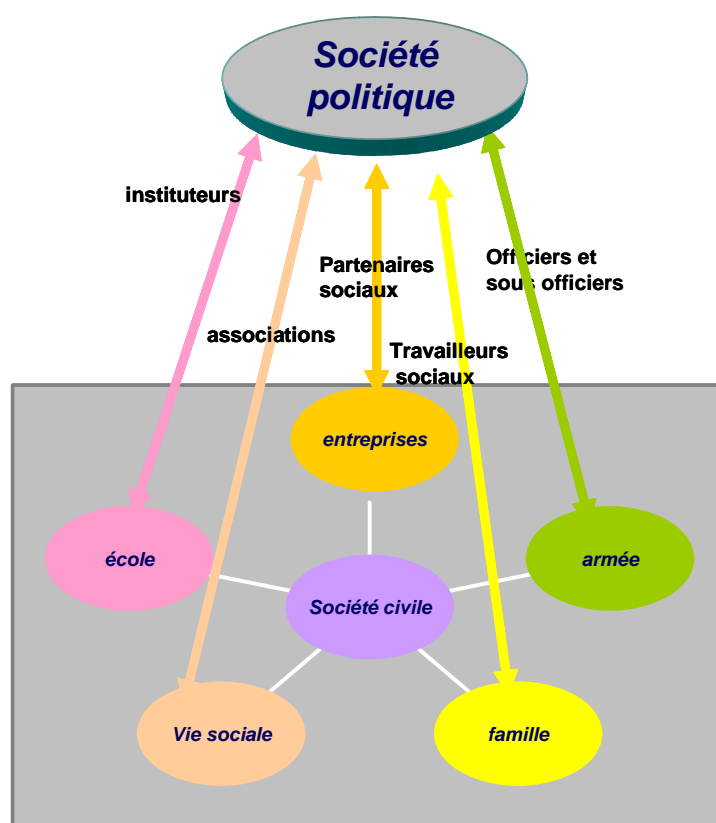 Société
politique
instituteurs
Partenaires
sociaux
Officiers et
sous officiers
associations
Travailleurs
sociaux
entreprises
école
armée
Société civile
Vie sociale
famille